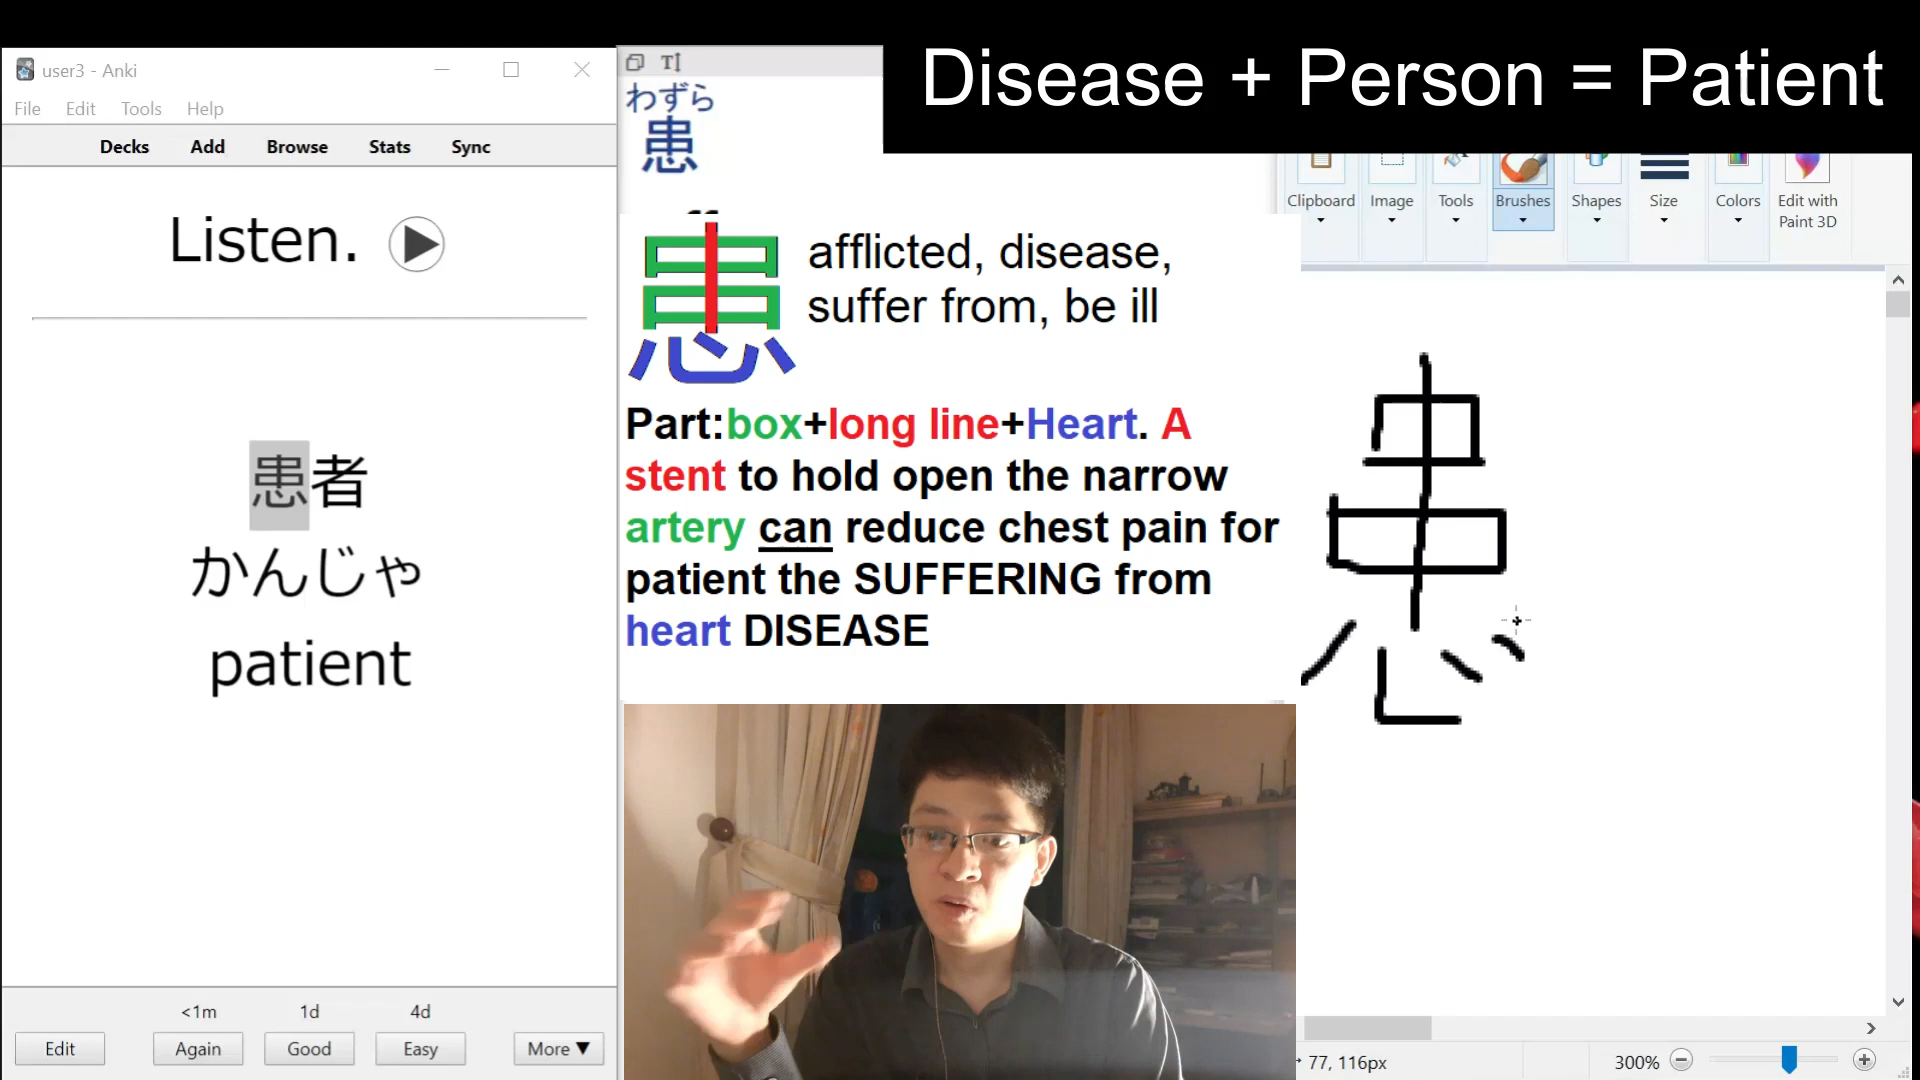 Disease + Person = Patient
user3 - Anki
File Edit Tools Help
Decks Add Browse Stats Sync
Listen.
患者
かんじゃ
patient
<1m 1d 4d
Edit Again Good Easy More ▼
わずら
患
患 afflicted, disease,
suffer from, be ill
Part:box+long line+Heart. A
stent to hold open the narrow
artery can reduce chest pain for
patient the SUFFERING from
heart DISEASE
Clipboard Image Tools Brushes Shapes Size Colors Edit with
Paint 3D
患
77, 116px 300%